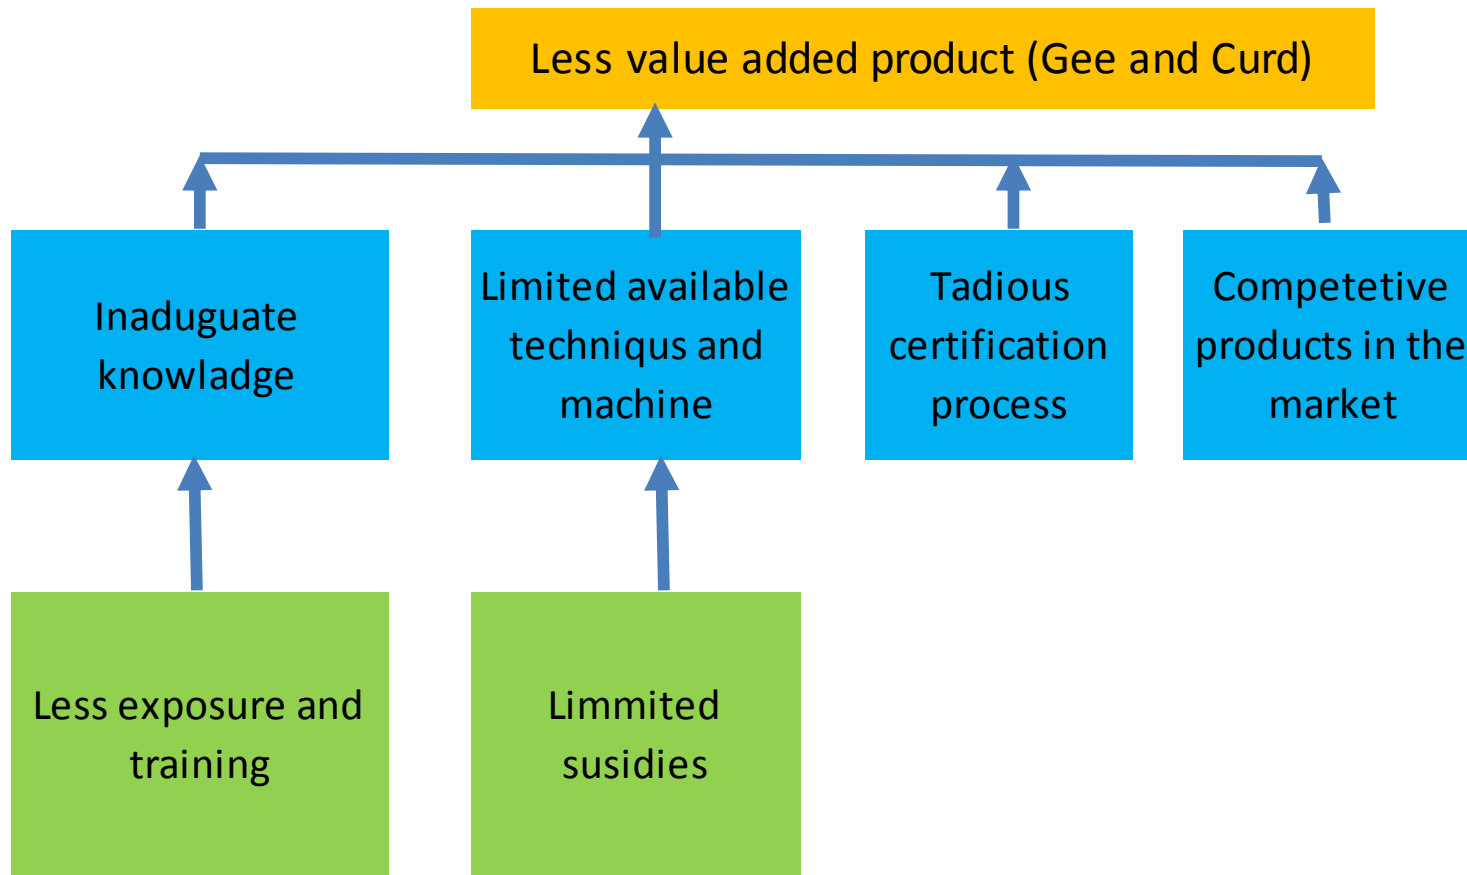 Less value added product (Gee and Curd)
Inaduguate
knowladge
Limited available
techniqus and
machine
Tadious
certification
process
Competetive
products in the
market
Less exposure and
training
Limmited
susidies